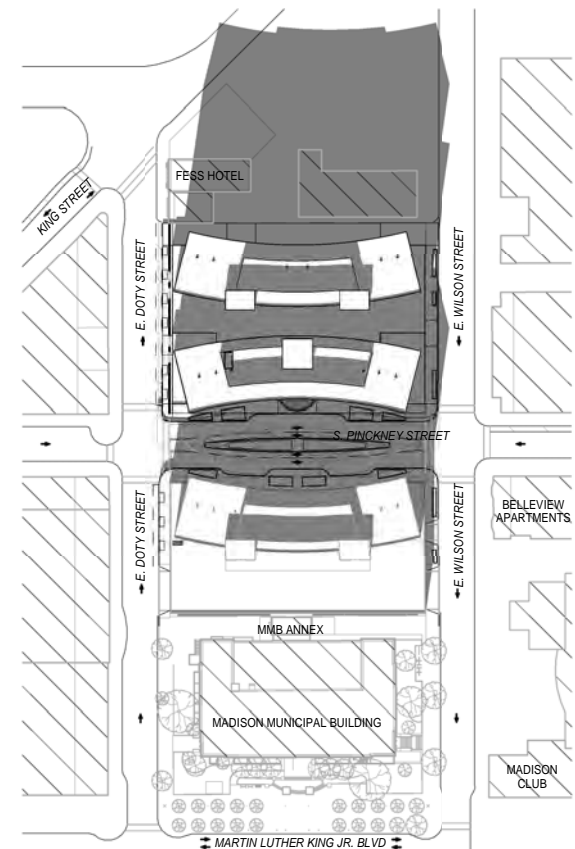 FESS HOTEL
KING STREET
E. DOTY STREET
E. WILSON STREET
S. PINCKNEY STREET
E. DOTY STREET
E. WILSON STREET
BELLEVIEW
APARTMENTS
MMB ANNEX
MADISON MUNICIPAL BUILDING
MADISON
CLUB
MARTIN LUTHER KING JR. BLVD